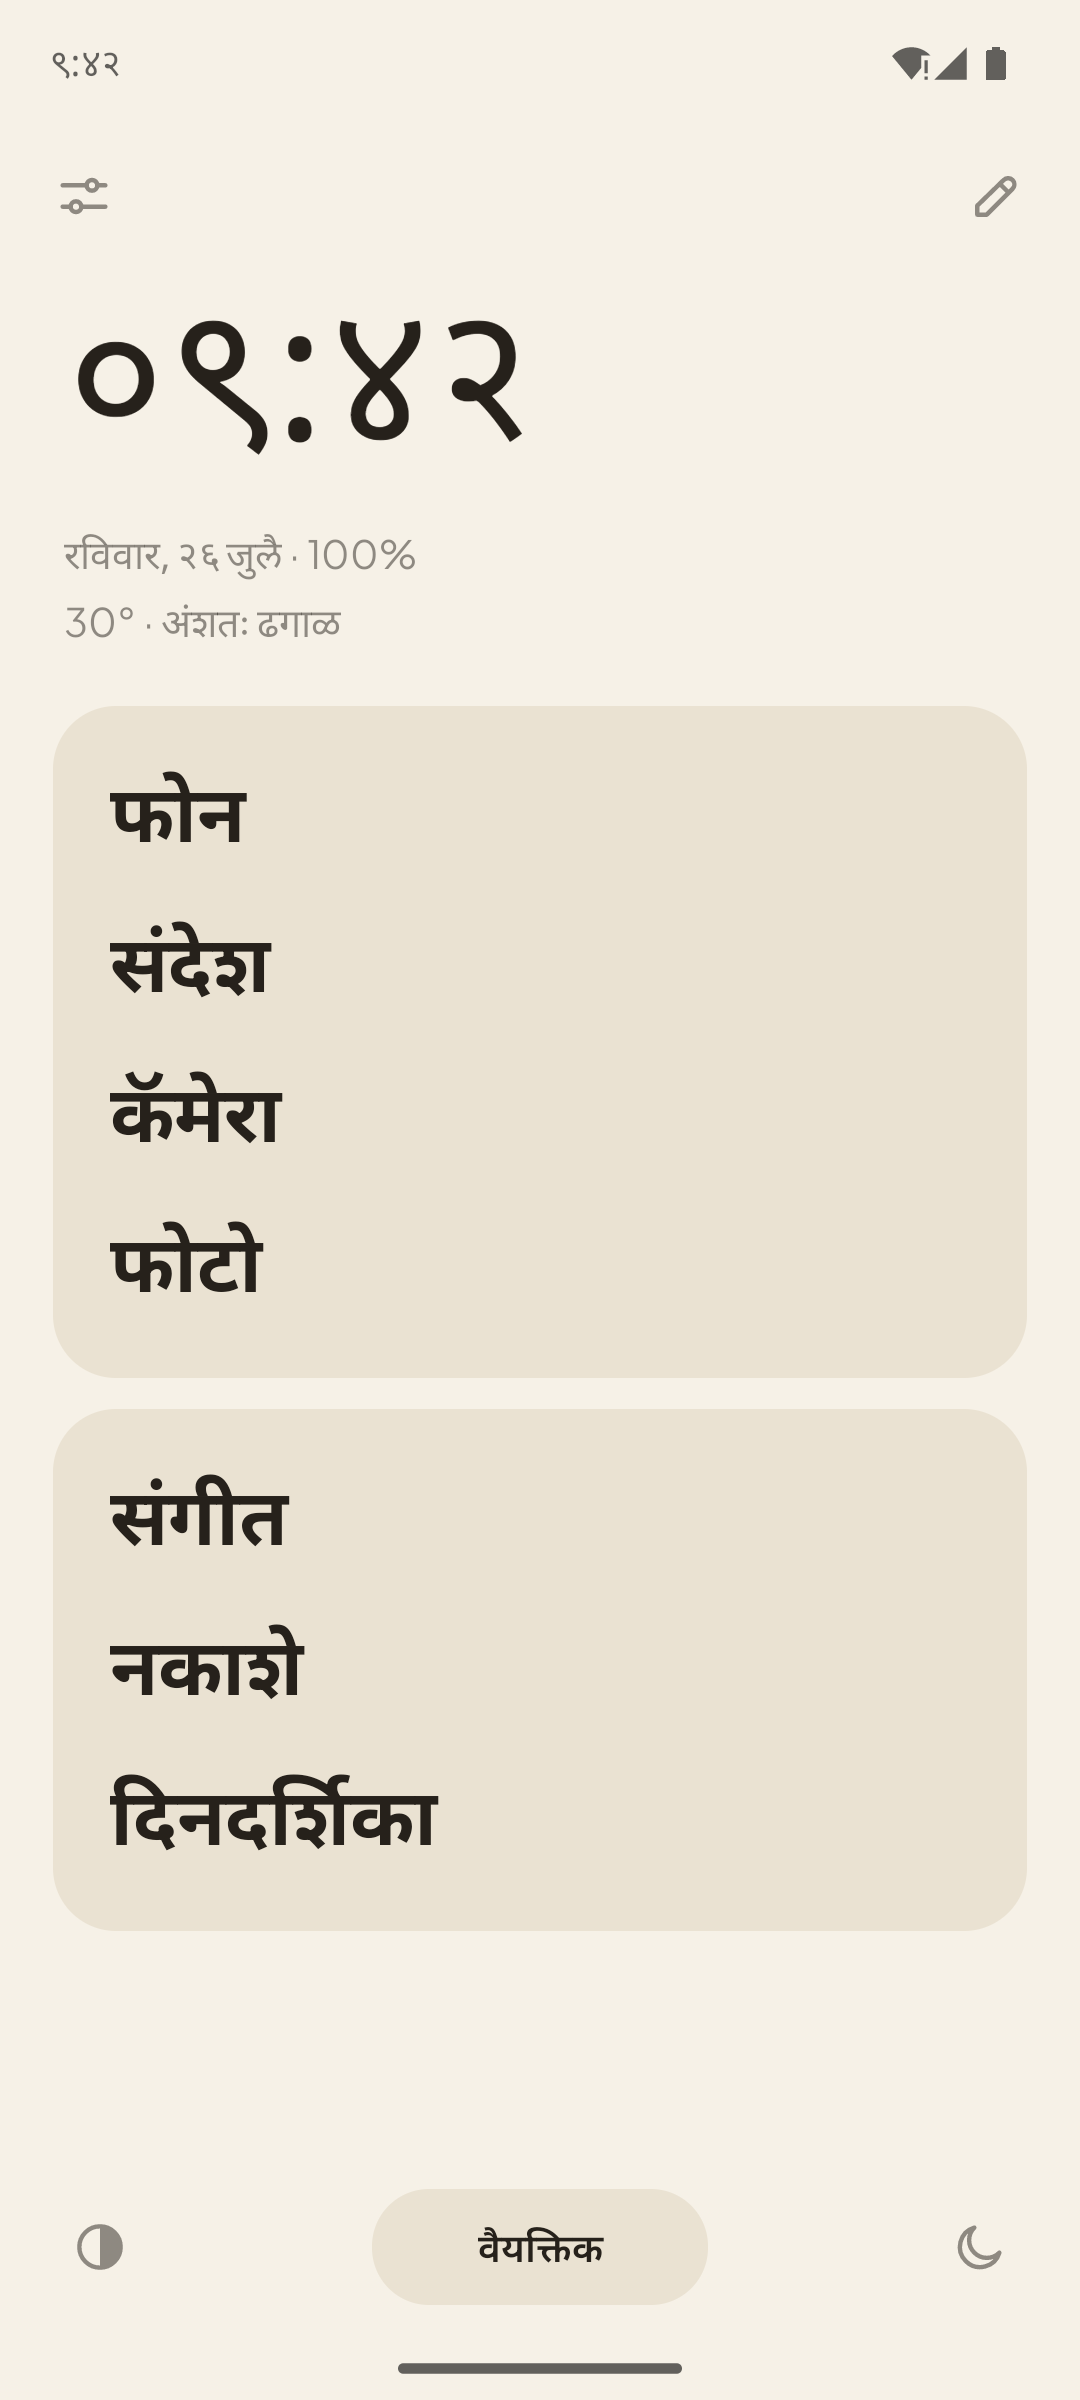 ९:४२
०९:४२
रविवार, २६ जुलै · 100%
30° · अंशतः ढगाळ
फोन
संदेश
कॅमेरा
फोटो
संगीत
नकाशे
दिनदर्शिका
वैयक्तिक